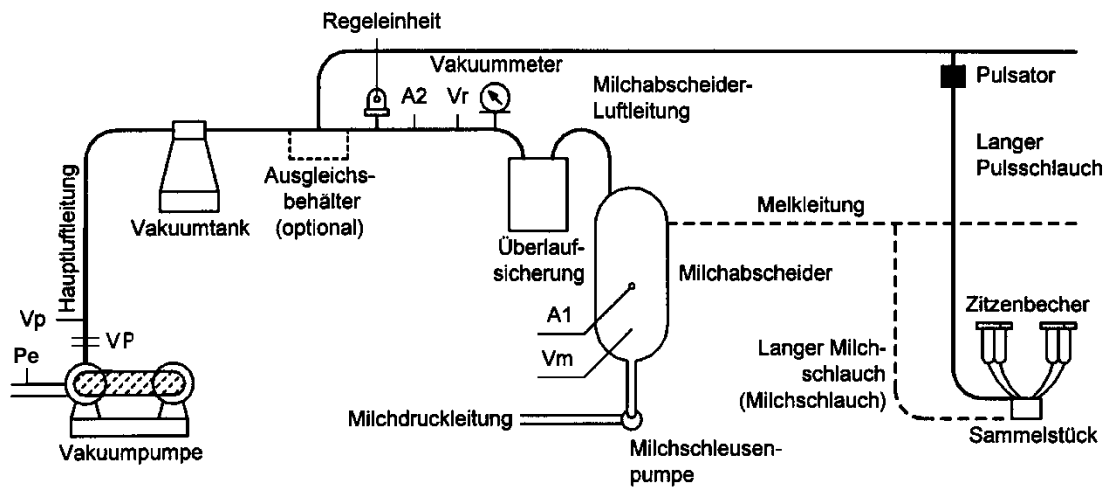 Regeleinheit
Vakuummeter
A2
Vr
Milchabscheider-
Luftleitung
Pulsator
Langer
Pulsschlauch
Hauptluftleitung
Vakuumtank
Ausgleichs-
behälter
(optional)
Überlauf-
sicherung
Melkleitung
Milchabscheider
A1
Vm
Vp
VP
Pe
Vakuumpumpe
Milchdruckleitung
Milchschleusen-
pumpe
Langer Milch-
schlauch
(Milchschlauch)
Zitzenbecher
Sammelstück